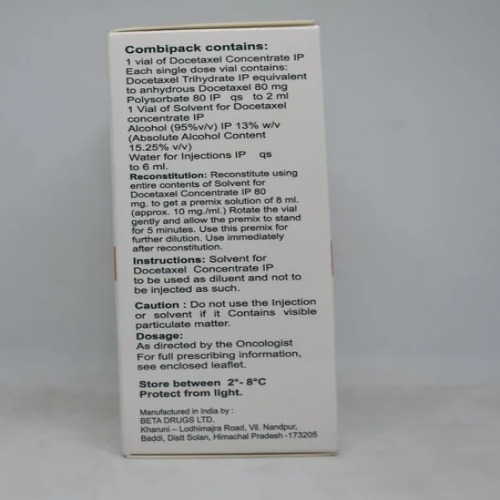 Combipack contains:
1 vial of Docetaxel Concentrate IP
Each single dose vial contains:
Docetaxel Trihydrate IP equivalent
to anhydrous Docetaxel 80 mg
Polysorbate 80 IP qs to 2 ml
1 Vial of Solvent for Docetaxel
concentrate IP
Alcohol (95%v/v) IP 13% w/v
(Absolute Alcohol Content
15.25% v/v)
Water for Injections IP qs
to 6 ml.
Reconstitution: Reconstitute using
entire contents of Solvent for
Docetaxel Concentrate IP 80
mg. to get a premix solution of 8 ml.
(approx. 10 mg./ml.) Rotate the vial
gently and allow the premix to stand
for 5 minutes. Use this premix for
further dilution. Use immediately
after reconstitution.
Instructions: Solvent for
Docetaxel Concentrate IP
to be used as diluent and not to
be injected as such.
Caution : Do not use the Injection
or solvent if it Contains visible
particulate matter.
Dosage:
As directed by the Oncologist
For full prescribing information,
see enclosed leaflet.
Store between 2°- 8°C
Protect from light.
Manufactured in India by :
BETA DRUGS LTD.
Kharuni – Lodhimajra Road, Vil. Nandpur,
Baddi, Distt Solan, Himachal Pradesh -173205